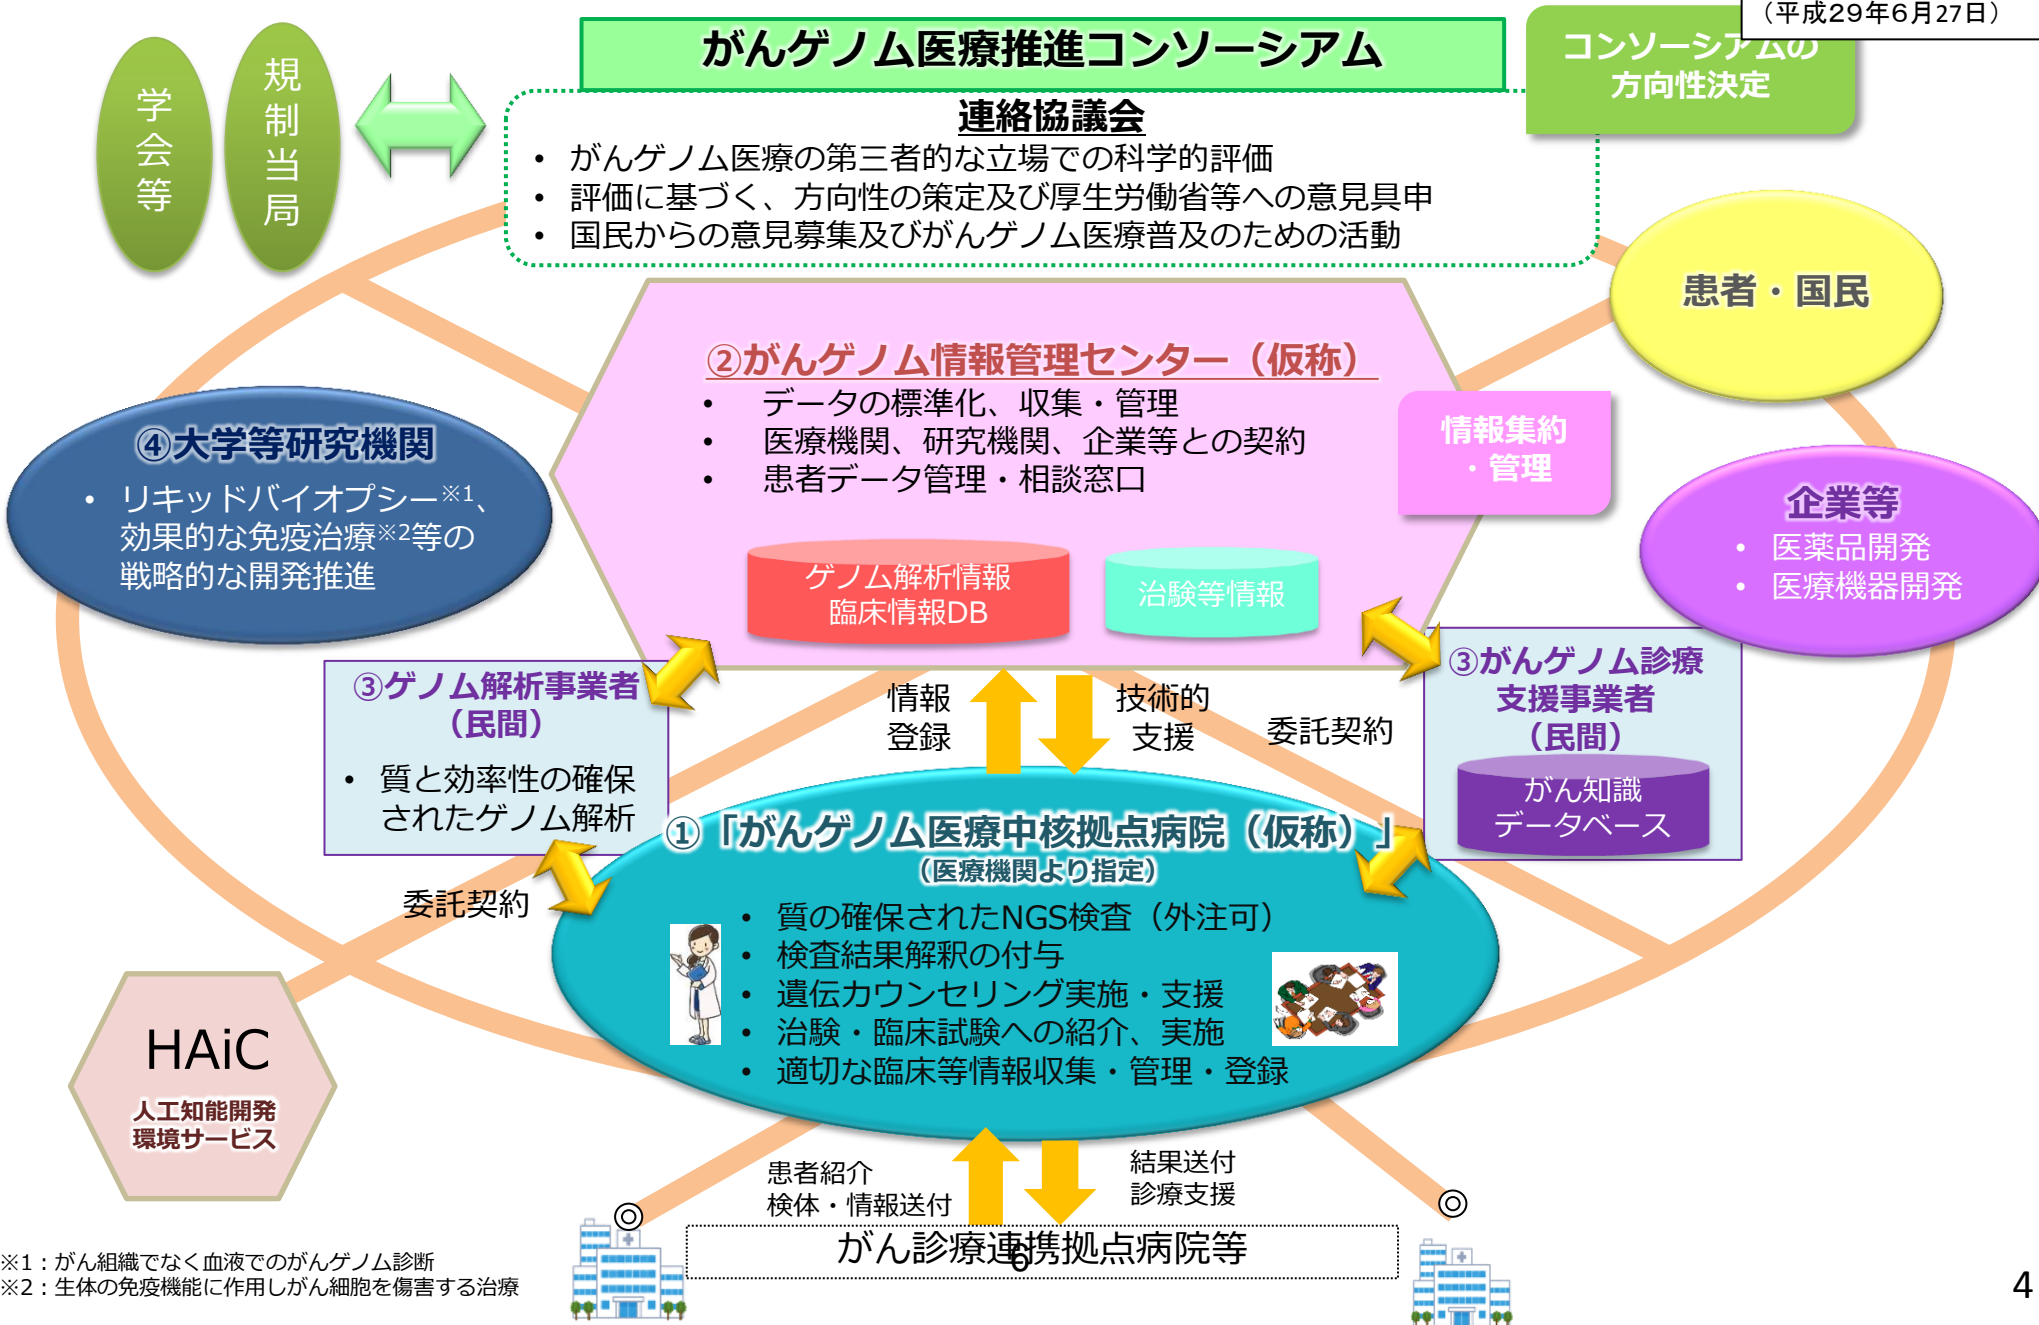 （平成29年6月27日）
がんゲノム医療推進コンソーシアム
コンソーシアムの
方向性決定
学会等
規制当局
連絡協議会
• がんゲノム医療の第三者的な立場での科学的評価
• 評価に基づく、方向性の策定及び厚生労働省等への意見具申
• 国民からの意見募集及びがんゲノム医療普及のための活動
患者・国民
②がんゲノム情報管理センター（仮称）
• データの標準化、収集・管理
• 医療機関、研究機関、企業等との契約
• 患者データ管理・相談窓口
情報集約
・管理
④大学等研究機関
• リキッドバイオプシー※1、
効果的な免疫治療※2等の
戦略的な開発推進
企業等
• 医薬品開発
• 医療機器開発
ゲノム解析情報
臨床情報DB
治験等情報
③ゲノム解析事業者
（民間）
• 質と効率性の確保
されたゲノム解析
情報
登録
技術的
支援
委託契約
③がんゲノム診療
支援事業者
（民間）
がん知識
データベース
①「がんゲノム医療中核拠点病院（仮称）」
（医療機関より指定）
• 質の確保されたNGS検査（外注可）
• 検査結果解釈の付与
• 遺伝カウンセリング実施・支援
• 治験・臨床試験への紹介、実施
• 適切な臨床等情報収集・管理・登録
委託契約
HAiC
人工知能開発
環境サービス
患者紹介
検体・情報送付
結果送付
診療支援
◎
◎
がん診療連携拠点病院等
6
※1：がん組織でなく血液でのがんゲノム診断
※2：生体の免疫機能に作用しがん細胞を傷害する治療
4